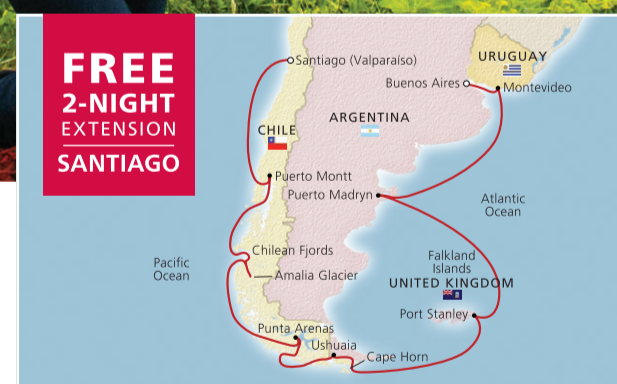 FREE
2-NIGHT
EXTENSION
SANTIAGO
Santiago (Valparaíso)
URUGUAY
Buenos Aires
Montevideo
ARGENTINA
CHILE
Puerto Montt
Puerto Madryn
Atlantic
Ocean
Chilean Fjords
Falkland
Islands
Pacific
Ocean
Amalia Glacier
UNITED KINGDOM
Port Stanley
Punta Arenas
Ushuaia
Cape Horn